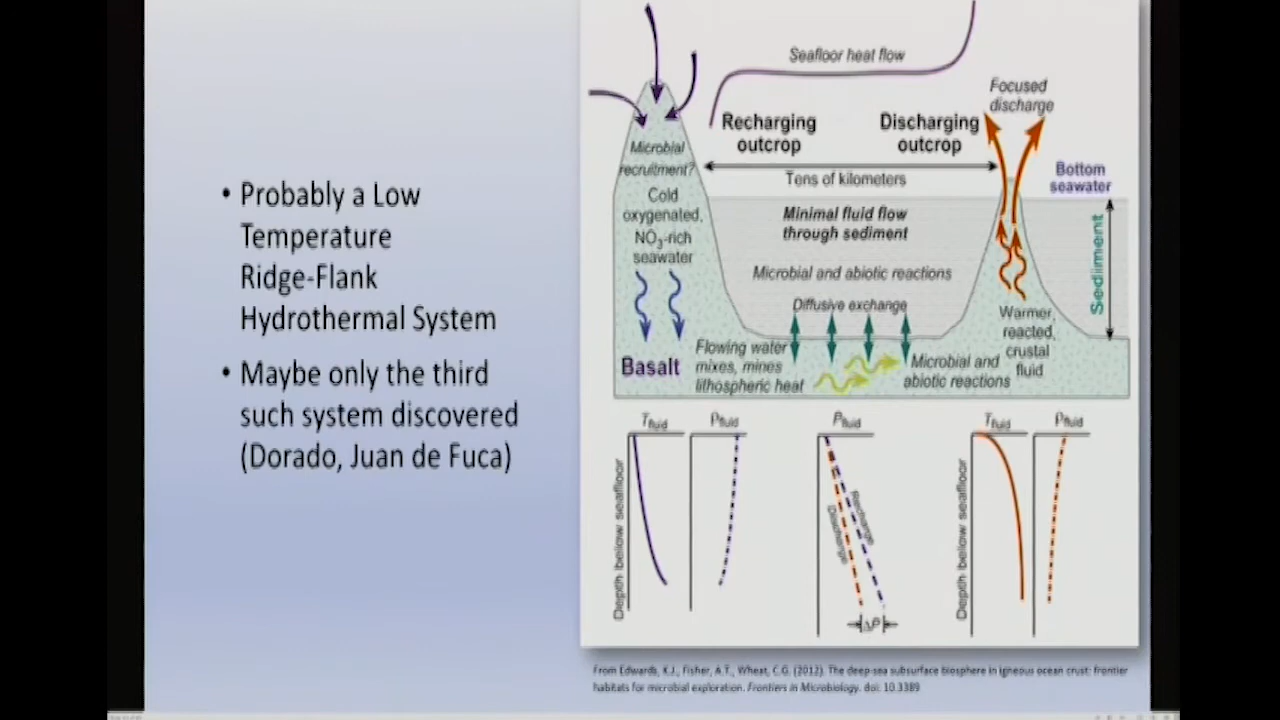 • Probably a Low
Temperature
Ridge-Flank
Hydrothermal System
• Maybe only the third
such system discovered
(Dorado, Juan de Fuca)
Seafloor heat flow
Focused
discharge
Recharging
outcrop
Discharging
outcrop
Microbial
recruitment?
Tens of kilometers
Bottom
seawater
Cold
oxygenated,
NO3-rich
seawater
Minimal fluid flow
through sediment
Sediment
Microbial and abiotic reactions
Diffusive exchange
Warmer,
reacted,
crustal
fluid
Basalt
Flowing water
mixes, mines
lithospheric heat
Microbial and
abiotic reactions
Tfluid
ρfluid
Pfluid
Tfluid
ρfluid
Depth below seafloor
Recharge
Discharge
Depth below seafloor
ΔP
From Edwards, K.J., Fisher, A.T., Wheat, C.G. (2012). The deep-sea subsurface biosphere in igneous ocean crust: frontier
habitats for microbial exploration. Frontiers in Microbiology. doi: 10.3389